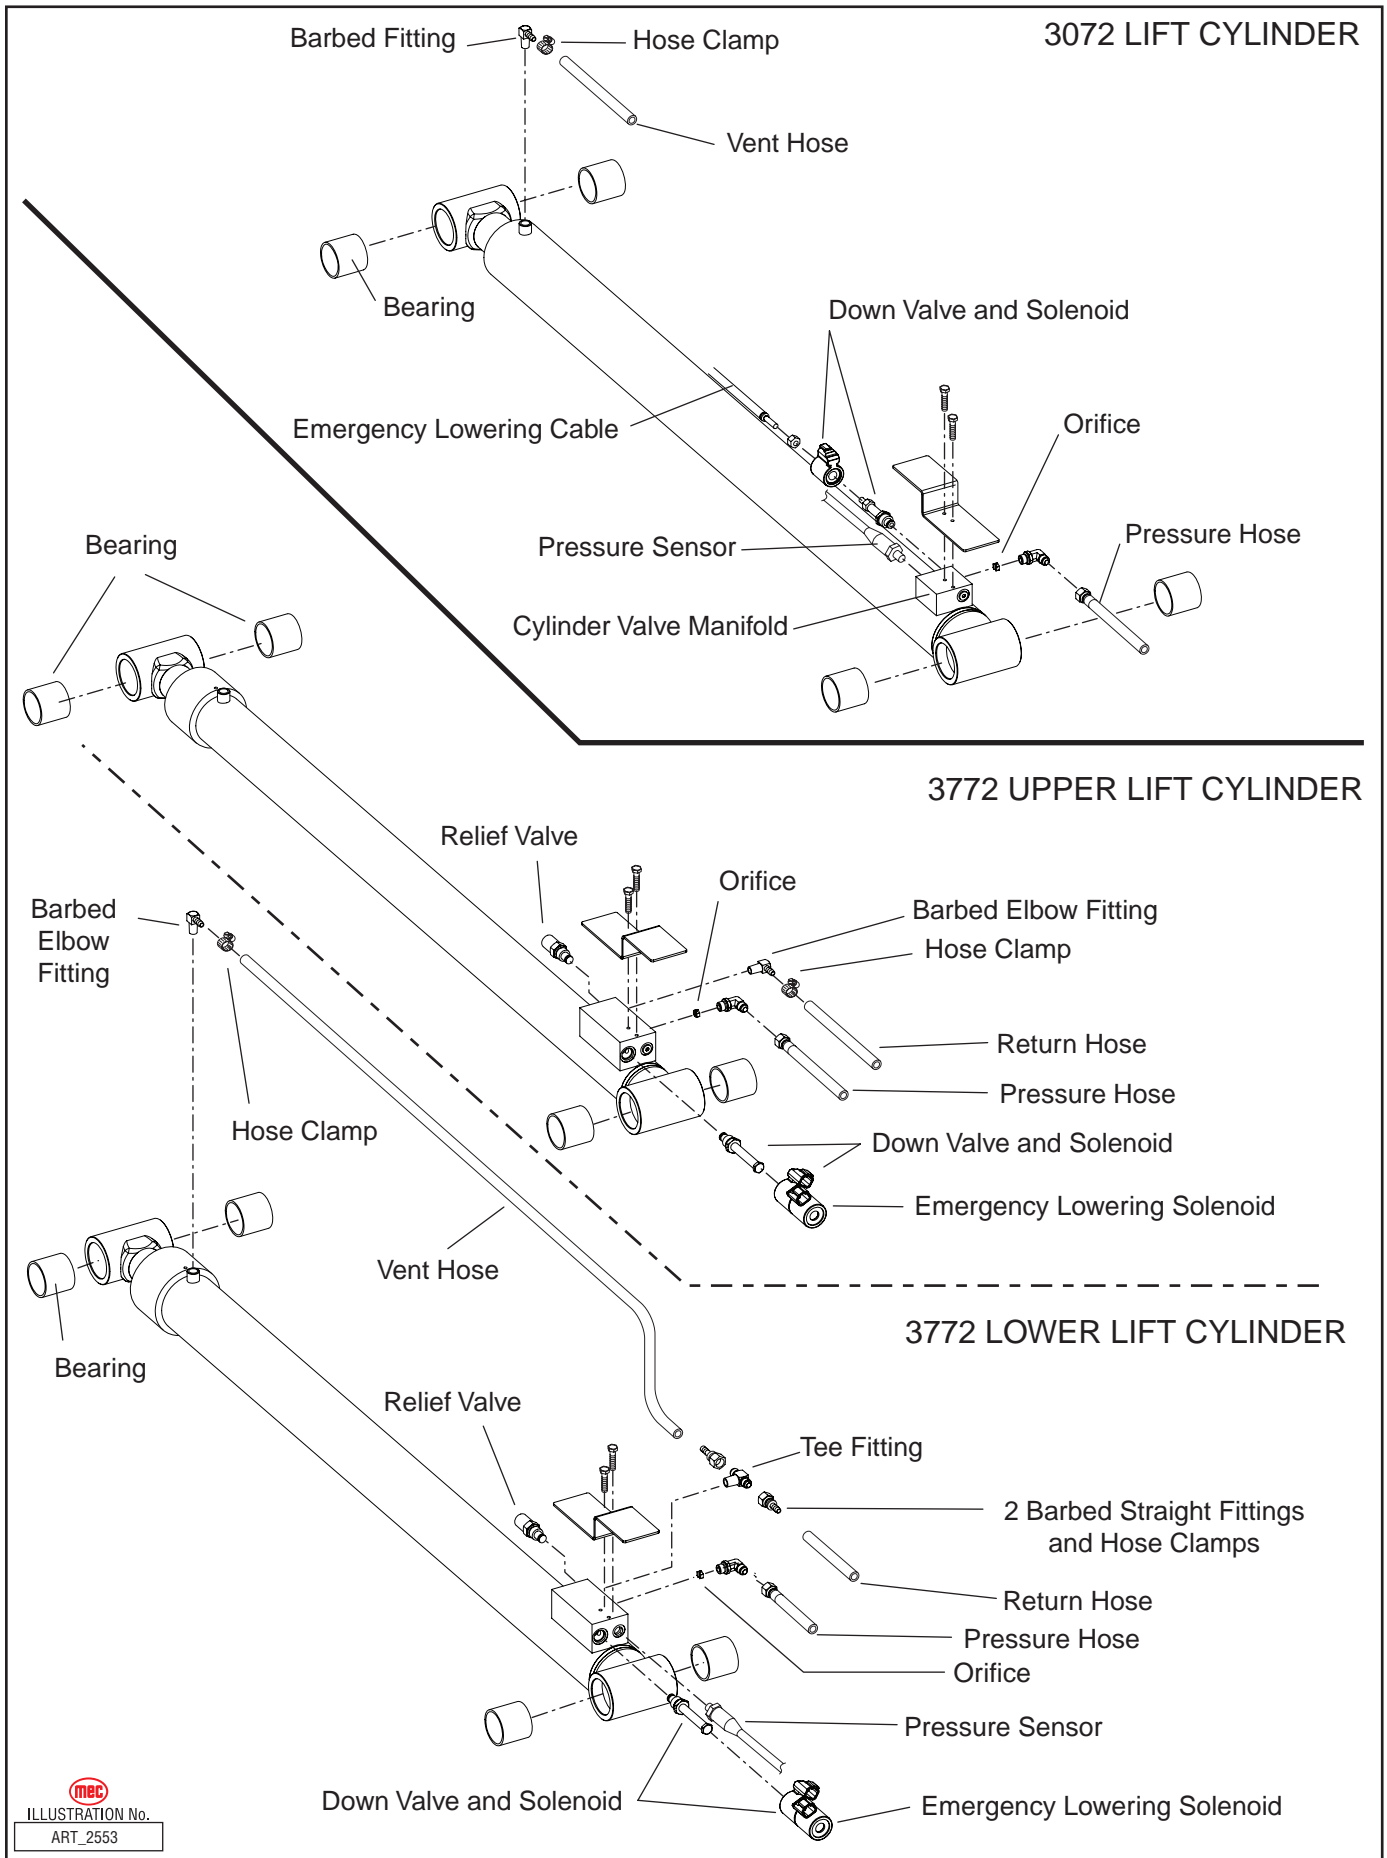 3072 LIFT CYLINDER
Barbed Fitting
Hose Clamp
Vent Hose
Bearing
Down Valve and Solenoid
Emergency Lowering Cable
Orifice
Pressure Sensor
Pressure Hose
Cylinder Valve Manifold
Bearing
3772 UPPER LIFT CYLINDER
Relief Valve
Orifice
Barbed Elbow Fitting
Hose Clamp
Return Hose
Pressure Hose
Down Valve and Solenoid
Emergency Lowering Solenoid
Barbed
Elbow
Fitting
Hose Clamp
Vent Hose
3772 LOWER LIFT CYLINDER
Bearing
Relief Valve
Tee Fitting
2 Barbed Straight Fittings
and Hose Clamps
Return Hose
Pressure Hose
Orifice
Pressure Sensor
Down Valve and Solenoid
Emergency Lowering Solenoid
mec
ILLUSTRATION No.
ART_2553